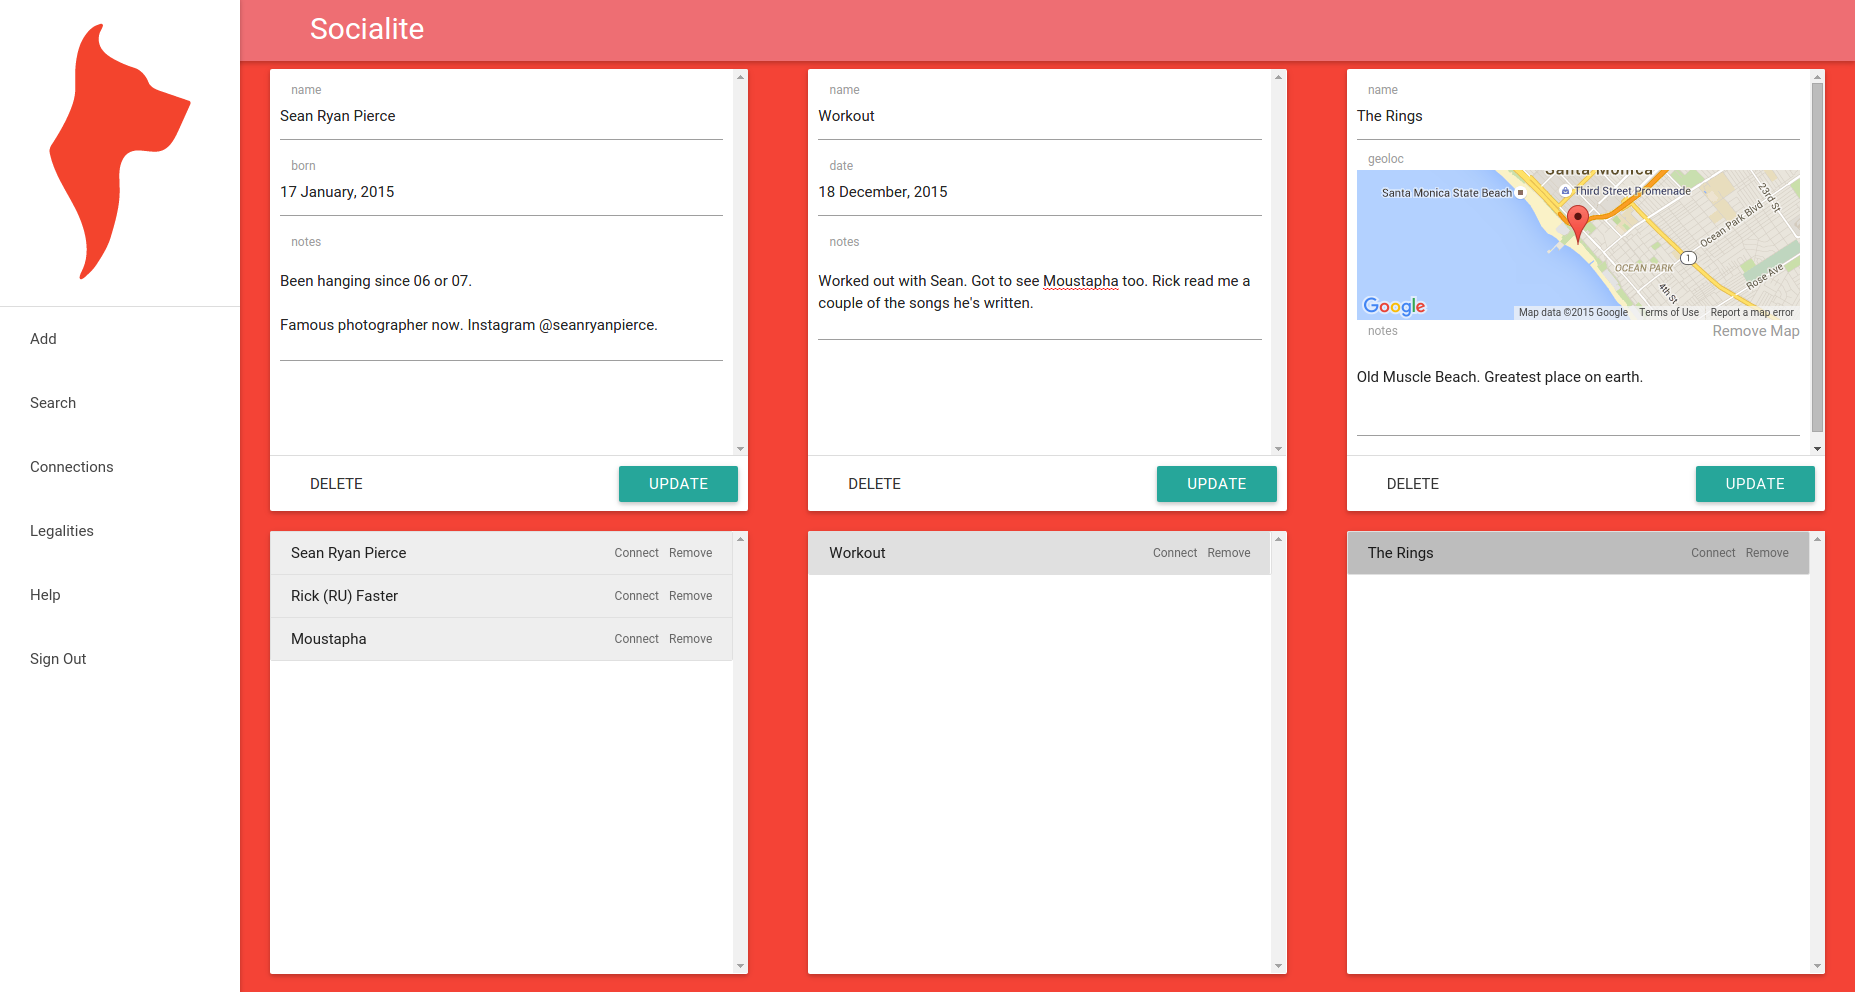 Socialite
Add
Search
Connections
Legalities
Help
Sign Out
name
Sean Ryan Pierce
born
17 January, 2015
notes
Been hanging since 06 or 07.
Famous photographer now. Instagram @seanryanpierce.
DELETE UPDATE
name
Workout
date
18 December, 2015
notes
Worked out with Sean. Got to see Moustapha too. Rick read me a
couple of the songs he's written.
DELETE UPDATE
name
The Rings
geoloc
Santa Monica
Santa Monica State Beach
Third Street Promenade
23rd St
Ocean Park Blvd
1
OCEAN PARK
Rose Ave
4th St
Google
Map data ©2015 Google Terms of Use Report a map error
notes Remove Map
Old Muscle Beach. Greatest place on earth.
DELETE UPDATE
Sean Ryan Pierce Connect Remove
Rick (RU) Faster Connect Remove
Moustapha Connect Remove
Workout Connect Remove
The Rings Connect Remove